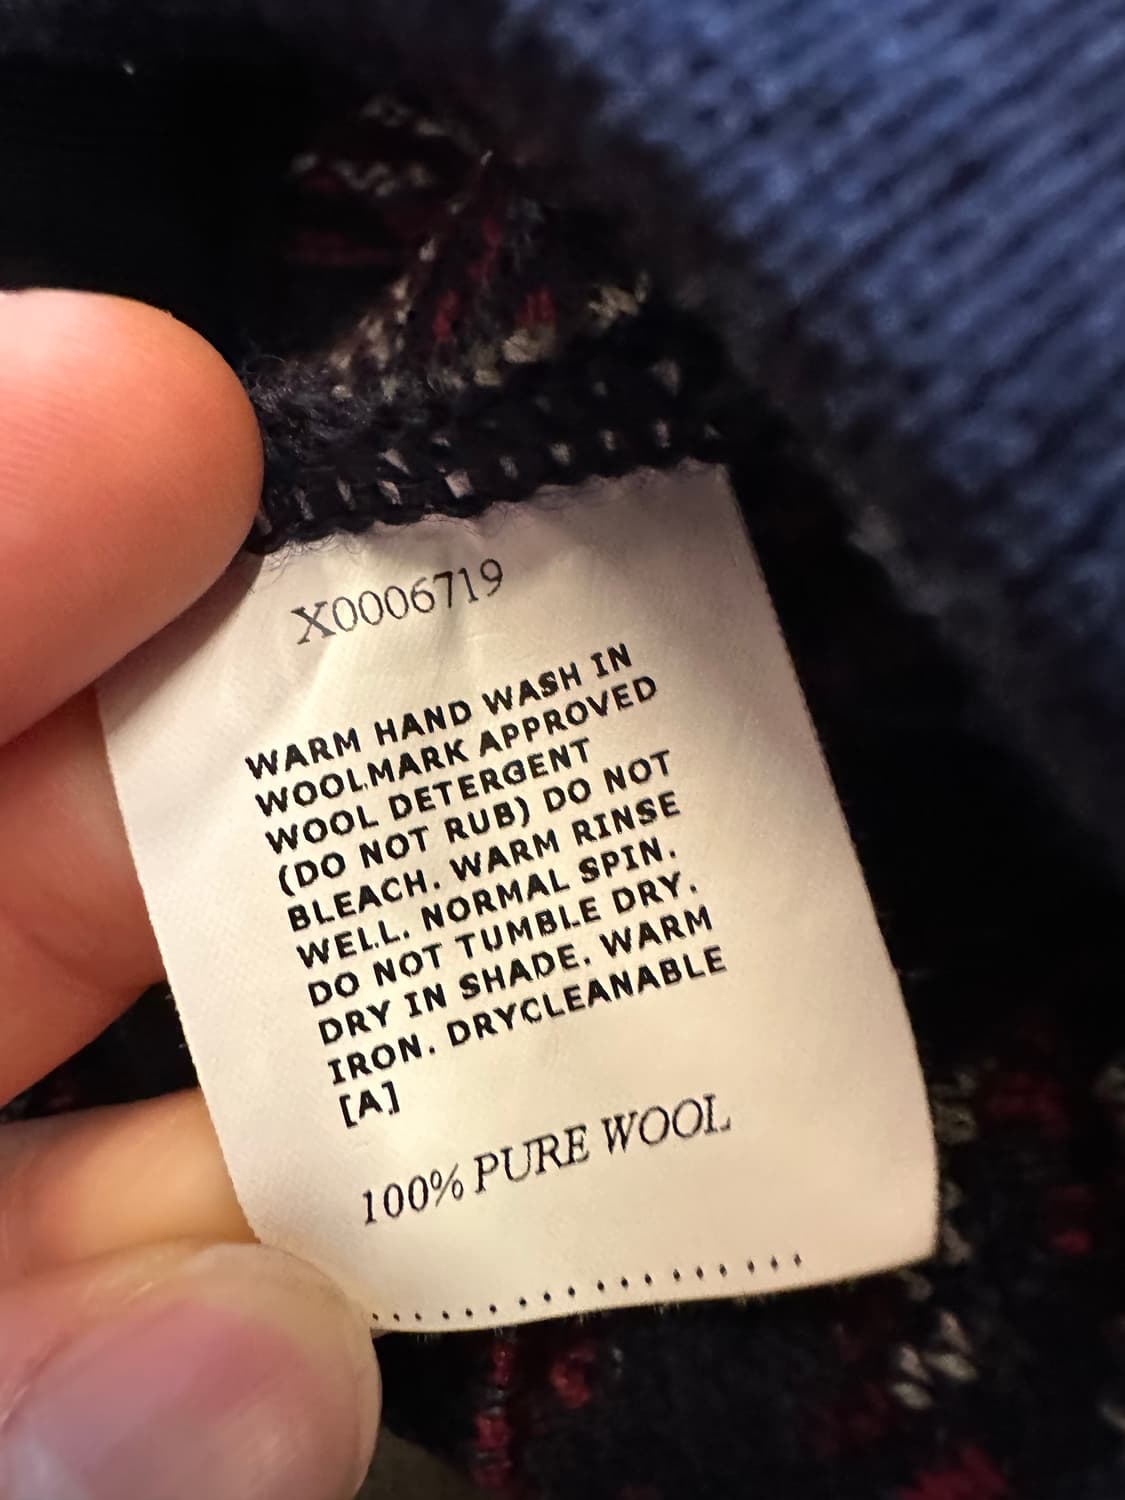 X0006719
WARM HAND WASH IN
WOOLMARK APPROVED
WOOL DETERGENT
(DO NOT RUB) DO NOT
BLEACH. WARM RINSE
WELL. NORMAL SPIN.
DO NOT TUMBLE DRY.
DRY IN SHADE. WARM
IRON. DRYCLEANABLE
[A]
100% PURE WOOL